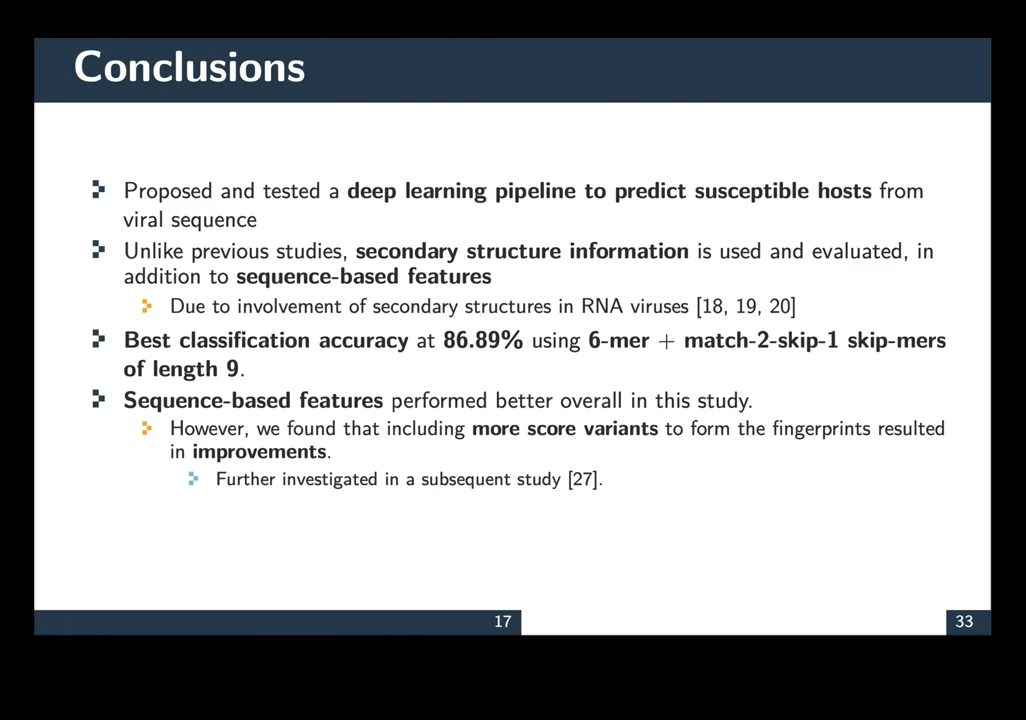 Conclusions
Proposed and tested a deep learning pipeline to predict susceptible hosts from
viral sequence
Unlike previous studies, secondary structure information is used and evaluated, in
addition to sequence-based features
Due to involvement of secondary structures in RNA viruses [18, 19, 20]
Best classification accuracy at 86.89% using 6-mer + match-2-skip-1 skip-mers
of length 9.
Sequence-based features performed better overall in this study.
However, we found that including more score variants to form the fingerprints resulted
in improvements.
Further investigated in a subsequent study [27].
17
33